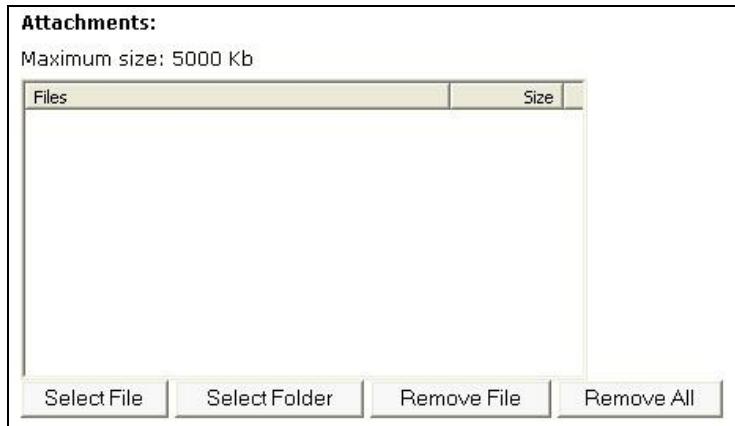 Attachments:
Maximum size: 5000 Kb
Files Size
Select File Select Folder Remove File Remove All